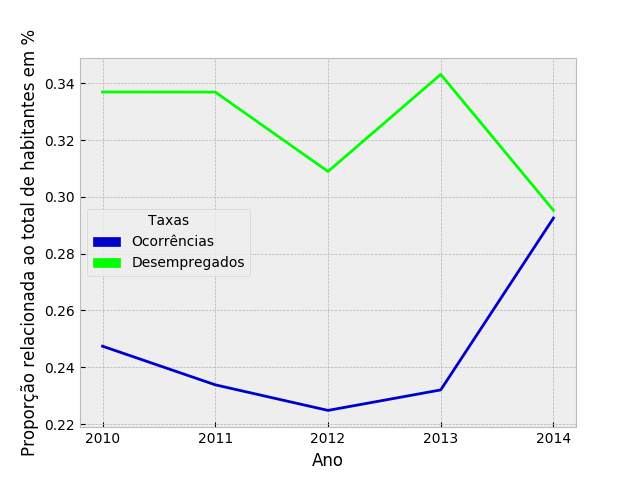 Proporção relacionada ao total de habitantes em %
0.34
0.32
0.30
0.28
0.26
0.24
0.22
Taxas
Ocorrências
Desempregados
2010 2011 2012 2013 2014
Ano